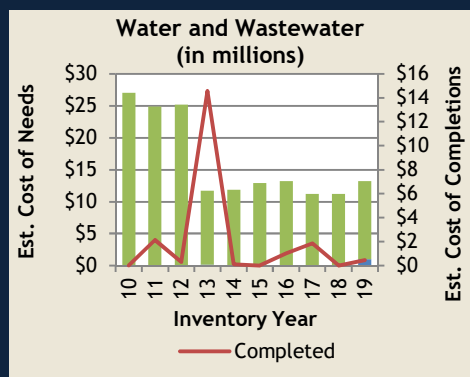 Water and Wastewater
(in millions)
Est. Cost of Needs
$30
$25
$20
$15
$10
$5
$0
$16
$14
$12
$10
$8
$6
$4
$2
$0
Est. Cost of Completions
10 11 12 13 14 15 16 17 18 19
Inventory Year
Completed